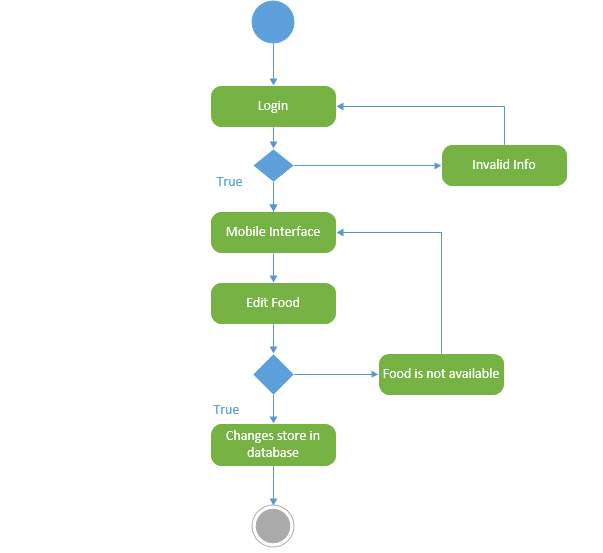 Login
Invalid Info
True
Mobile Interface
Edit Food
Food is not available
True
Changes store in
database